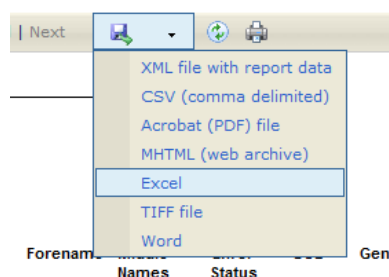 | Next
XML file with report data
CSV (comma delimited)
Acrobat (PDF) file
MHTML (web archive)
Excel
TIFF file
Word
Forename
Gen
Names Status